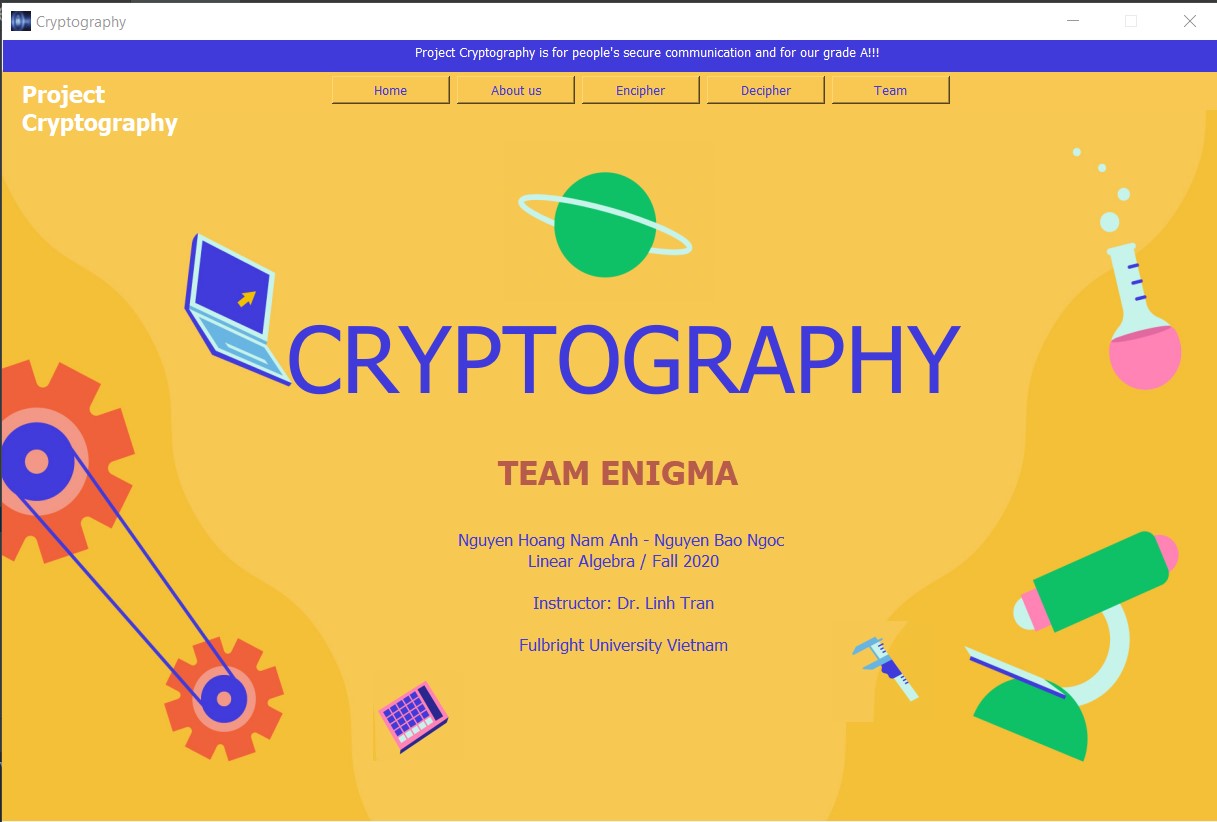 Cryptography
Project Cryptography is for people's secure communication and for our grade A!!!
Project
Cryptography
Home
About us
Encipher
Decipher
Team
CRYPTOGRAPHY
TEAM ENIGMA
Nguyen Hoang Nam Anh - Nguyen Bao Ngoc
Linear Algebra / Fall 2020
Instructor: Dr. Linh Tran
Fulbright University Vietnam